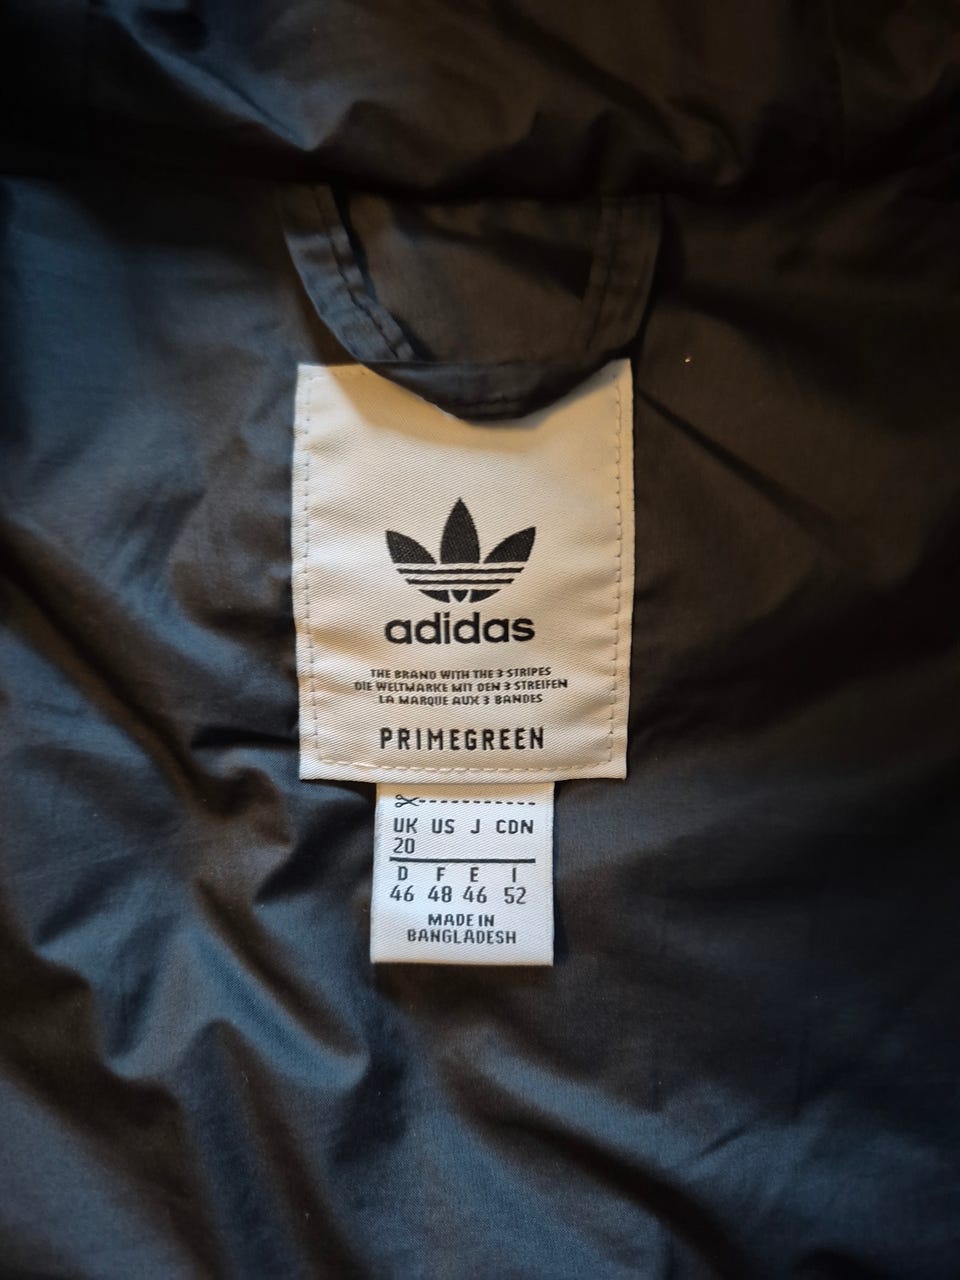 adidas
THE BRAND WITH THE 3 STRIPES
DIE WELTMARKE MIT DEN 3 STREIFEN
LA MARQUE AUX 3 BANDES
PRIMEGREEN
UK US J CDN
20
D F E I
46 48 46 52
MADE IN
BANGLADESH